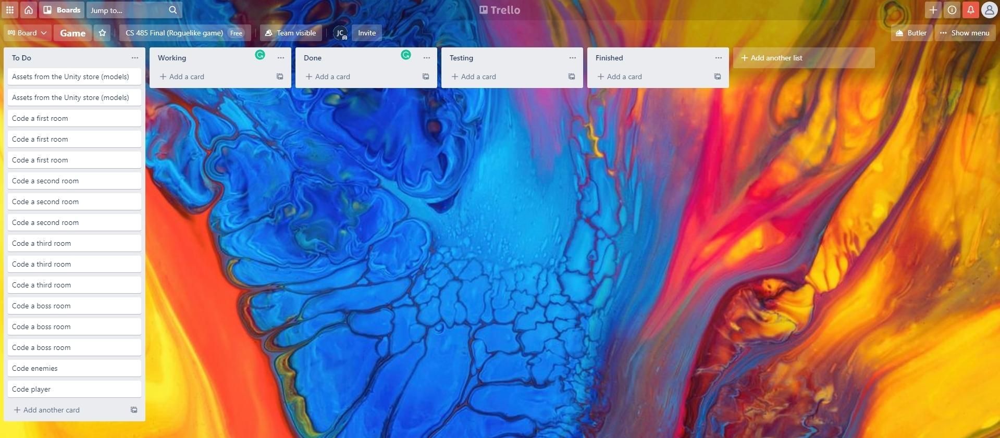 Boards
Jump to...
Trello
Board
Game
CS 485 Final (Roguelike game) Free
Team visible
JC
Invite
Butler
Show menu
To Do
Assets from the Unity store (models)
Assets from the Unity store (models)
Code a first room
Code a first room
Code a first room
Code a second room
Code a second room
Code a second room
Code a third room
Code a third room
Code a third room
Code a boss room
Code a boss room
Code a boss room
Code enemies
Code player
Add another card
Working
Add a card
Done
Add a card
Testing
Add a card
Finished
Add a card
Add another list